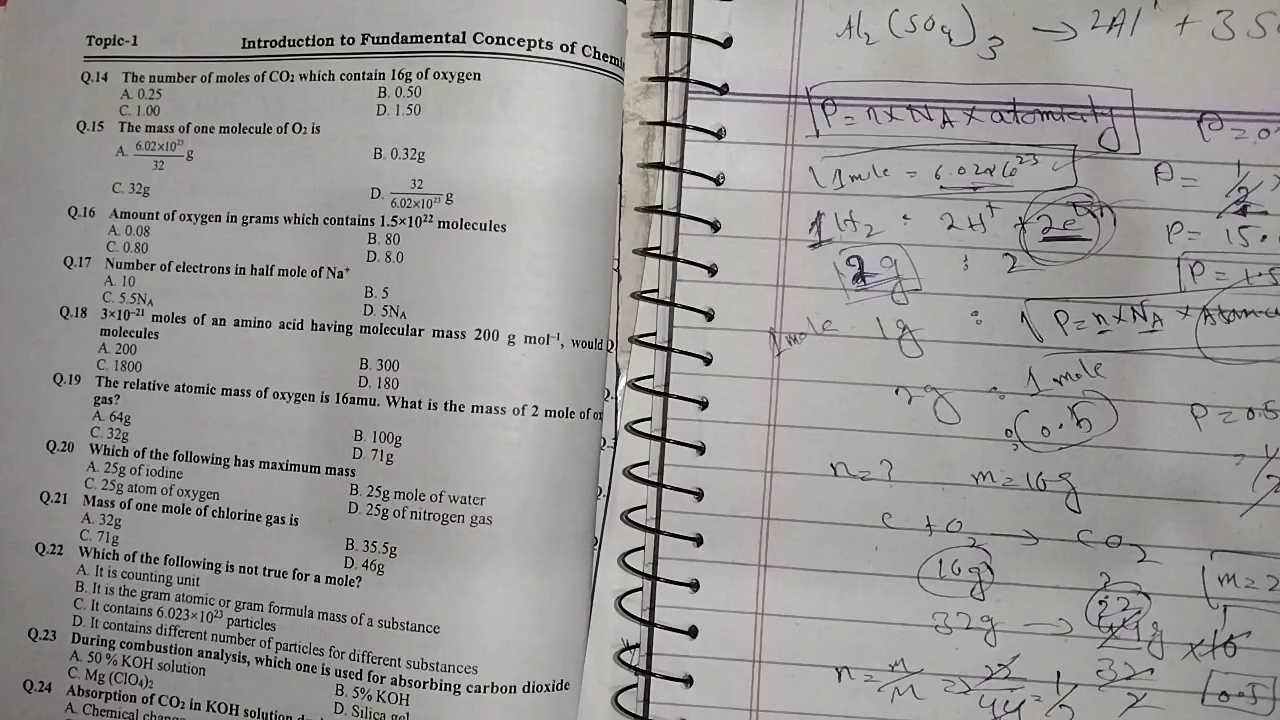 Topic-1 Introduction to Fundamental Concepts of Chemi
Q.14 The number of moles of CO₂ which contain 16g of oxygen
A. 0.25 B. 0.50
C. 1.00 D. 1.50
Q.15 The mass of one molecule of O₂ is
A. 6.02×10²³/32 g B. 0.32g
C. 32g D. 32/6.02×10²³ g
Q.16 Amount of oxygen in grams which contains 1.5×10²² molecules
A. 0.08 B. 80
C. 0.80 D. 8.0
Q.17 Number of electrons in half mole of Na⁺
A. 10 B. 5
C. 5.5Nᴀ D. 5Nᴀ
Q.18 3×10⁻²¹ moles of an amino acid having molecular mass 200 g mol⁻¹, would
molecules
A. 200 B. 300
C. 1800 D. 180
Q.19 The relative atomic mass of oxygen is 16amu. What is the mass of 2 mole of ox
gas?
A. 64g B. 100g
C. 32g D. 71g
Q.20 Which of the following has maximum mass
A. 25g of iodine B. 25g mole of water
C. 25g atom of oxygen D. 25g of nitrogen gas
Q.21 Mass of one mole of chlorine gas is
A. 32g B. 35.5g
C. 71g D. 46g
Q.22 Which of the following is not true for a mole?
A. It is counting unit
B. It is the gram atomic or gram formula mass of a substance
C. It contains 6.023×10²³ particles
D. It contains different number of particles for different substances
Q.23 During combustion analysis, which one is used for absorbing carbon dioxide
A. 50 % KOH solution B. 5% KOH
C. Mg (ClO₄)₂ D. Silica gel
Q.24 Absorption of CO₂ in KOH solution
A. Chemical change
Al₂(SO₄)₃ → 2Al + 3S
P = n × Nᴀ × atomicity
P = 0
1 mole = 6.02×10²³
P = 1/2
1H₂ : 2H⁺ + 2e⁻
P = 15.
2g : 2
P = 1.5
1 mole 1g : P = n × Nᴀ × Atomic
2g : 1 mole
: 0.5
P = 0.5
n = ? m = 16g
C + O₂ → CO₂
16g
m = 2
32g →
n = m/M
0.5